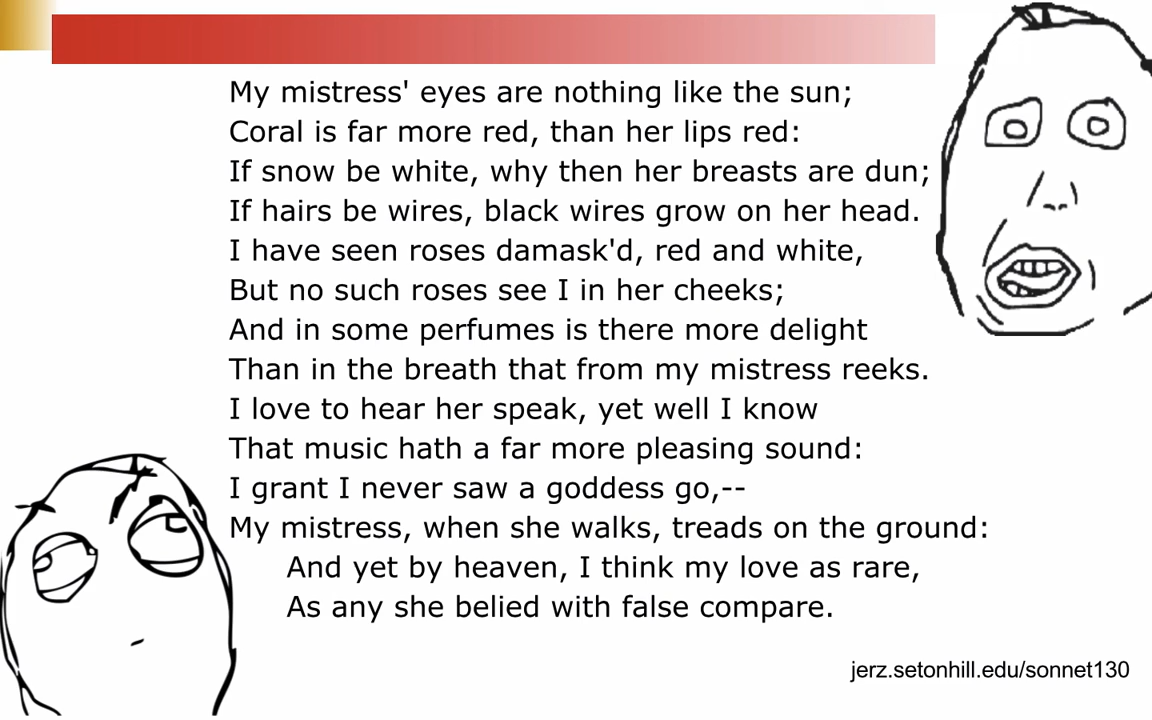 My mistress' eyes are nothing like the sun;
Coral is far more red, than her lips red:
If snow be white, why then her breasts are dun;
If hairs be wires, black wires grow on her head.
I have seen roses damask'd, red and white,
But no such roses see I in her cheeks;
And in some perfumes is there more delight
Than in the breath that from my mistress reeks.
I love to hear her speak, yet well I know
That music hath a far more pleasing sound:
I grant I never saw a goddess go,--
My mistress, when she walks, treads on the ground:
And yet by heaven, I think my love as rare,
As any she belied with false compare.
jerz.setonhill.edu/sonnet130